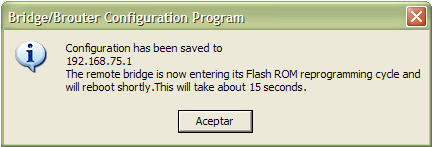 Bridge/Brouter Configuration Program
Configuration has been saved to
192.168.75.1
The remote bridge is now entering its Flash ROM reprogramming cycle and
will reboot shortly.This will take about 15 seconds.
Aceptar